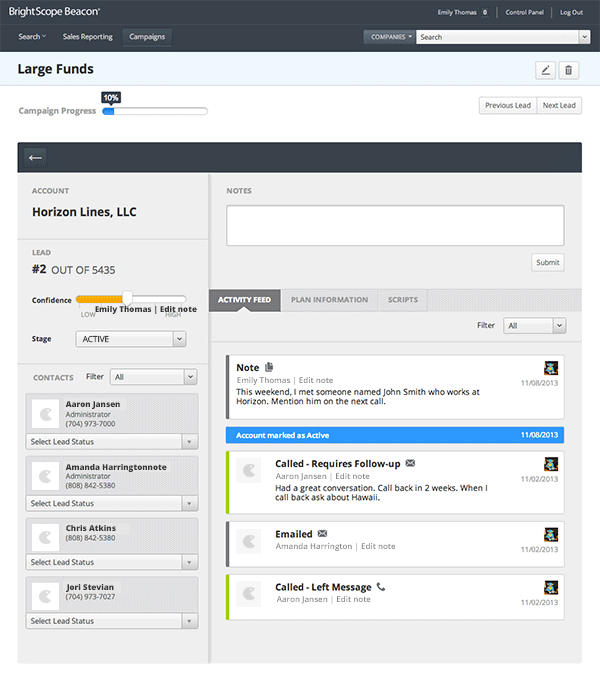 BrightScope Beacon®
Emily Thomas 0 Control Panel Log Out
Search Sales Reporting Campaigns COMPANIES Search
Large Funds
10%
Campaign Progress
Previous Lead Next Lead
ACCOUNT
Horizon Lines, LLC
LEAD
#2 OUT OF 5435
Confidence
Emily Thomas | Edit note
LOW HIGH
Stage ACTIVE
CONTACTS Filter All
Aaron Jansen
Administrator
(704) 973-7000
Select Lead Status
Amanda Harringtonnote
Administrator
(808) 842-5380
Select Lead Status
Chris Atkins
(808) 842-5380
Select Lead Status
Jori Stevian
(704) 973-7027
Select Lead Status
NOTES
Submit
ACTIVITY FEED PLAN INFORMATION SCRIPTS
Filter All
Note
Emily Thomas | Edit note
11/08/2013
This weekend, I met someone named John Smith who works at
Horizon. Mention him on the next call.
Account marked as Active 11/08/2013
Called - Requires Follow-up
Aaron Jansen | Edit note
11/02/2013
Had a great conversation. Call back in 2 weeks. When I
call back ask about Hawaii.
Emailed
Amanda Harrington | Edit note
11/02/2013
Called - Left Message
Aaron Jansen | Edit note
11/02/2013